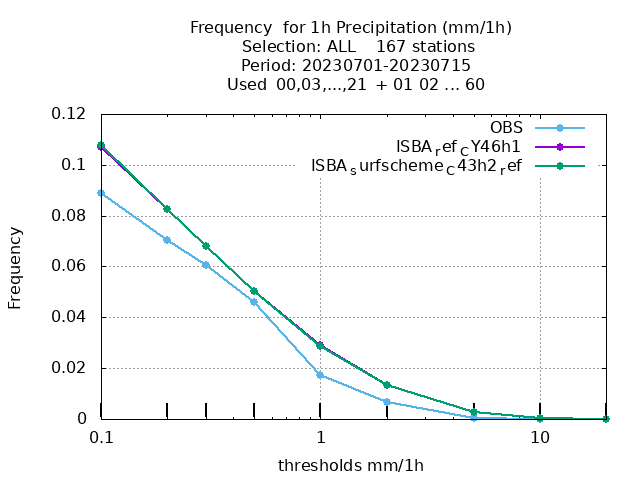 Frequency for 1h Precipitation (mm/1h)
Selection: ALL 167 stations
Period: 20230701-20230715
Used 00,03,...,21 + 01 02 ... 60
0.12
0.1
0.08
0.06
0.04
0.02
0
Frequency
OBS
ISBA_ref_CY46h1
ISBA_surfscheme_C43h2_ref
0.1 1 10
thresholds mm/1h